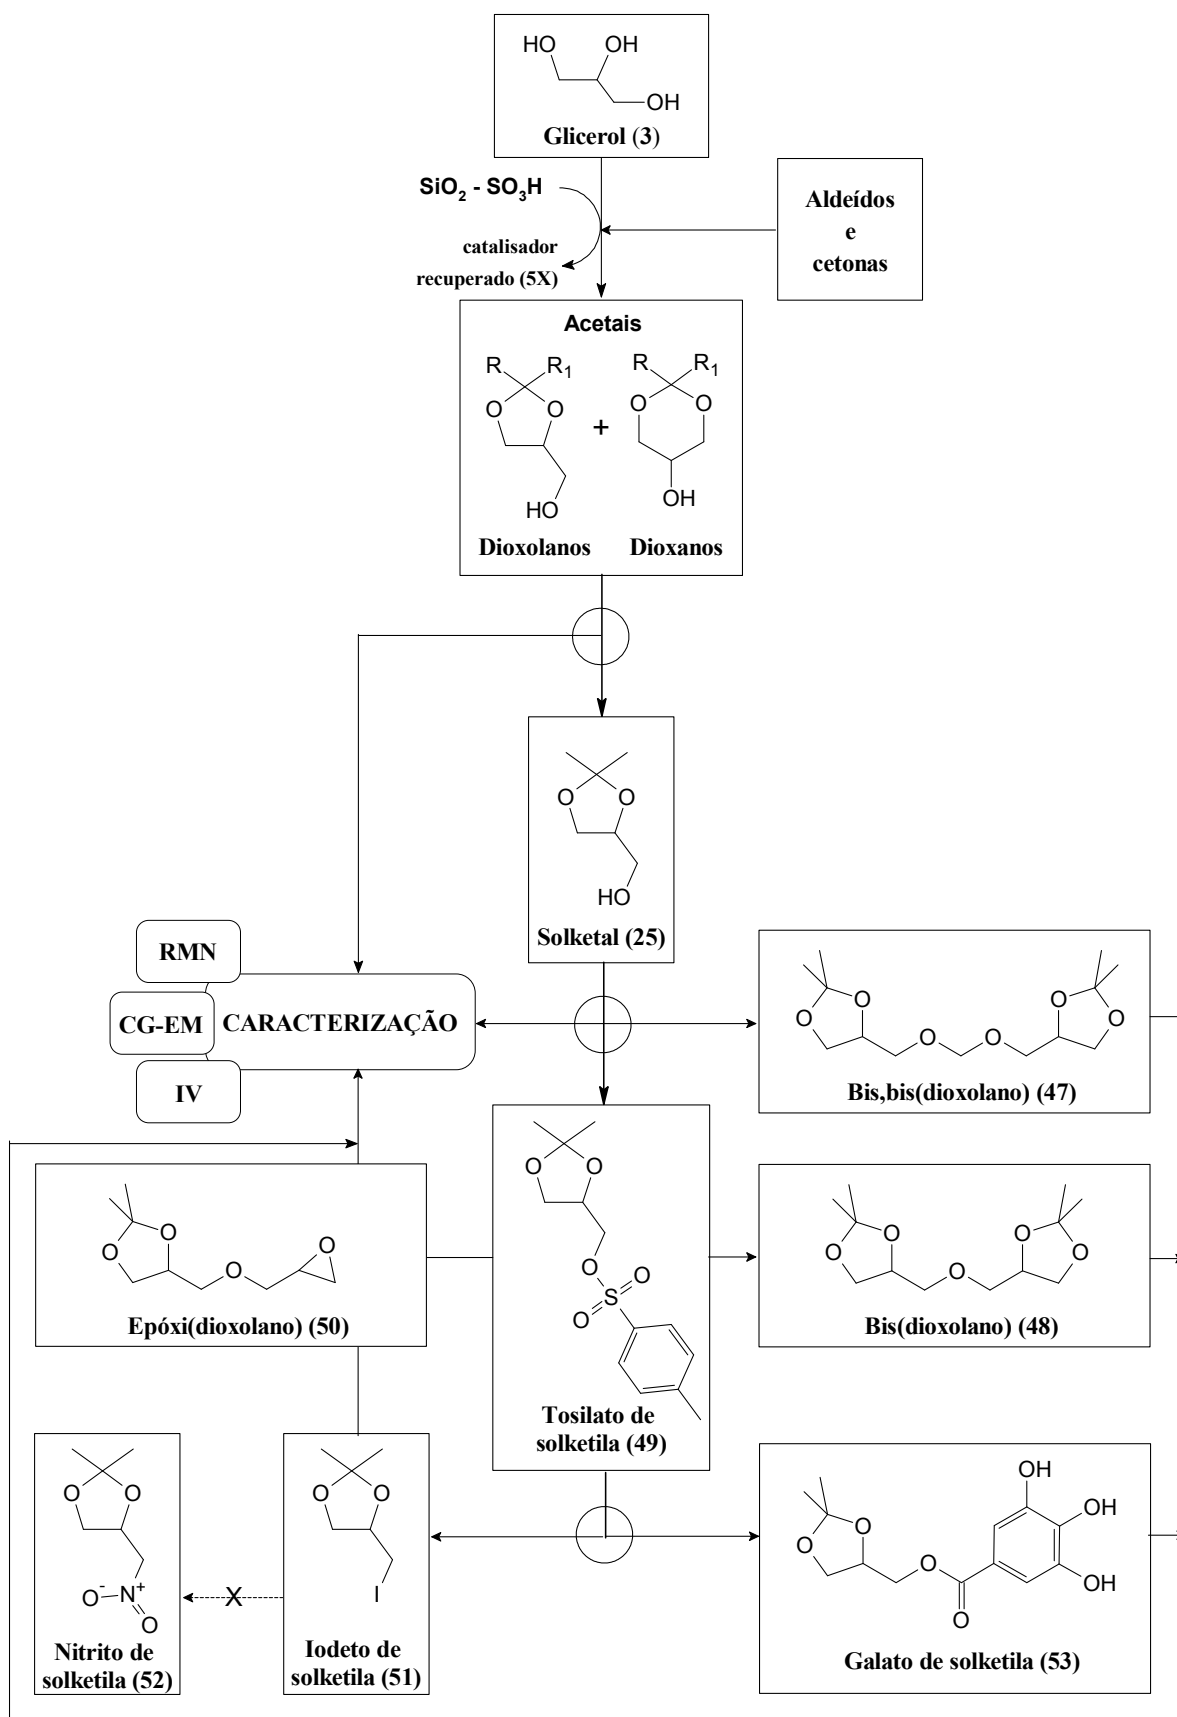 HO OH
OH
Glicerol (3)
SiO2 - SO3H
catalisador
recuperado (5X)
Aldeídos
e
cetonas
Acetais
R R1
O O
HO
Dioxolanos
+
R R1
O O
OH
Dioxanos
O O
HO
Solketal (25)
RMN
CG-EM
IV
CARACTERIZAÇÃO
O O
O O
O O
Bis,bis(dioxolano) (47)
O O
O
O
Epóxi(dioxolano) (50)
O O
O
S
O
O
Tosilato de
solketila (49)
O O
O
O O
Bis(dioxolano) (48)
O O
O- N+
O
Nitrito de
solketila (52)
X
O O
I
Iodeto de
solketila (51)
O O
O
O
OH
OH
OH
Galato de solketila (53)